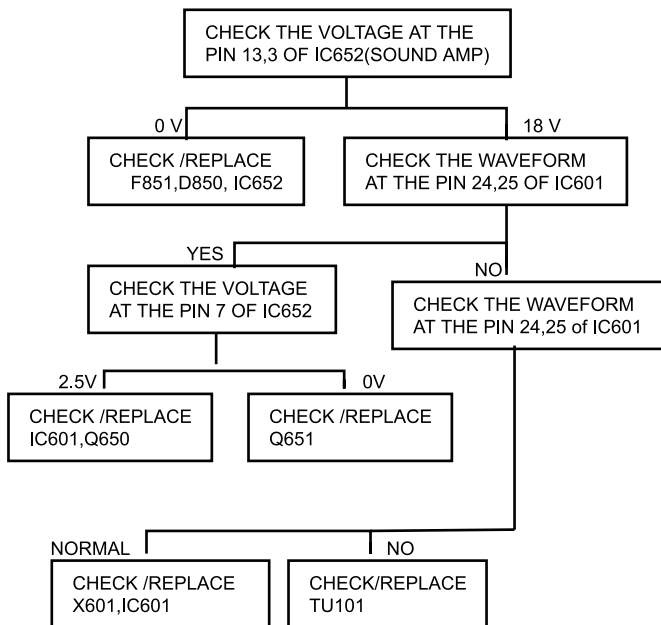 CHECK THE VOLTAGE AT THE
PIN 13,3 OF IC652(SOUND AMP)
0 V
18 V
CHECK /REPLACE
F851,D850, IC652
CHECK THE WAVEFORM
AT THE PIN 24,25 OF IC601
YES
NO
CHECK THE VOLTAGE
AT THE PIN 7 OF IC652
CHECK THE WAVEFORM
AT THE PIN 24,25 of IC601
2.5V
0V
CHECK /REPLACE
IC601,Q650
CHECK /REPLACE
Q651
NORMAL
NO
CHECK /REPLACE
X601,IC601
CHECK/REPLACE
TU101